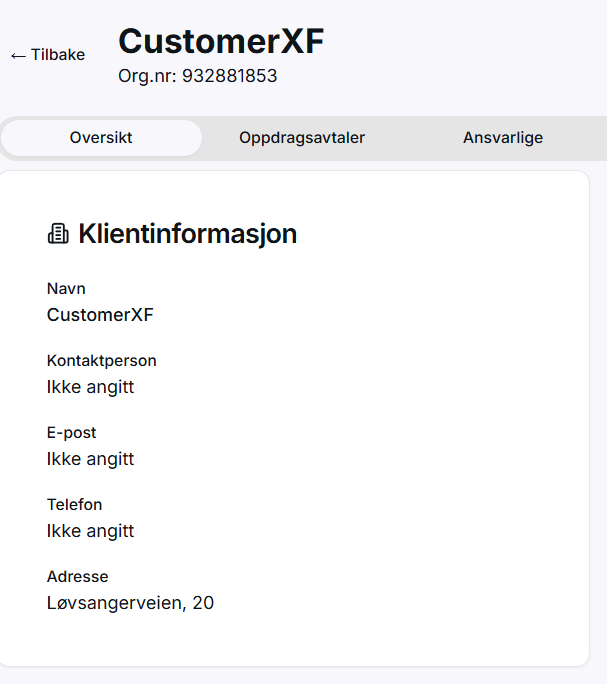 ← Tilbake
CustomerXF
Org.nr: 932881853
Oversikt Oppdragsavtaler Ansvarlige
Klientinformasjon
Navn
CustomerXF
Kontaktperson
Ikke angitt
E-post
Ikke angitt
Telefon
Ikke angitt
Adresse
Løvsangerveien, 20